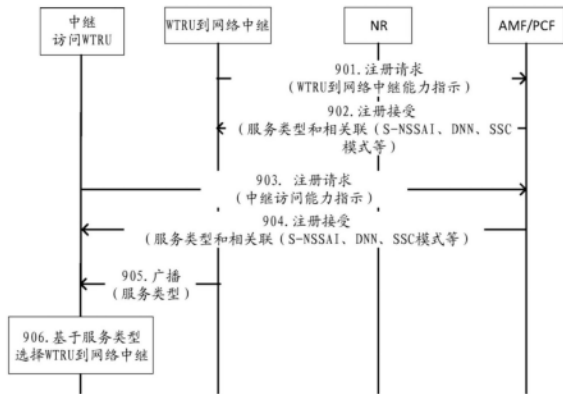 中继
访问WTRU
WTRU到网络中继
NR
AMF/PCF
901.注册请求
(WTRU到网络中继能力指示)
902.注册接受
(服务类型和相关联(S-NSSAI、DNN、SSC
模式等)
903. 注册请求
(中继访问能力指示)
904.注册接受
(服务类型和相关联(S-NSSAI、DNN、SSC模式等)
905.广播
(服务类型)
906.基于服务类型
选择WTRU到网络中继